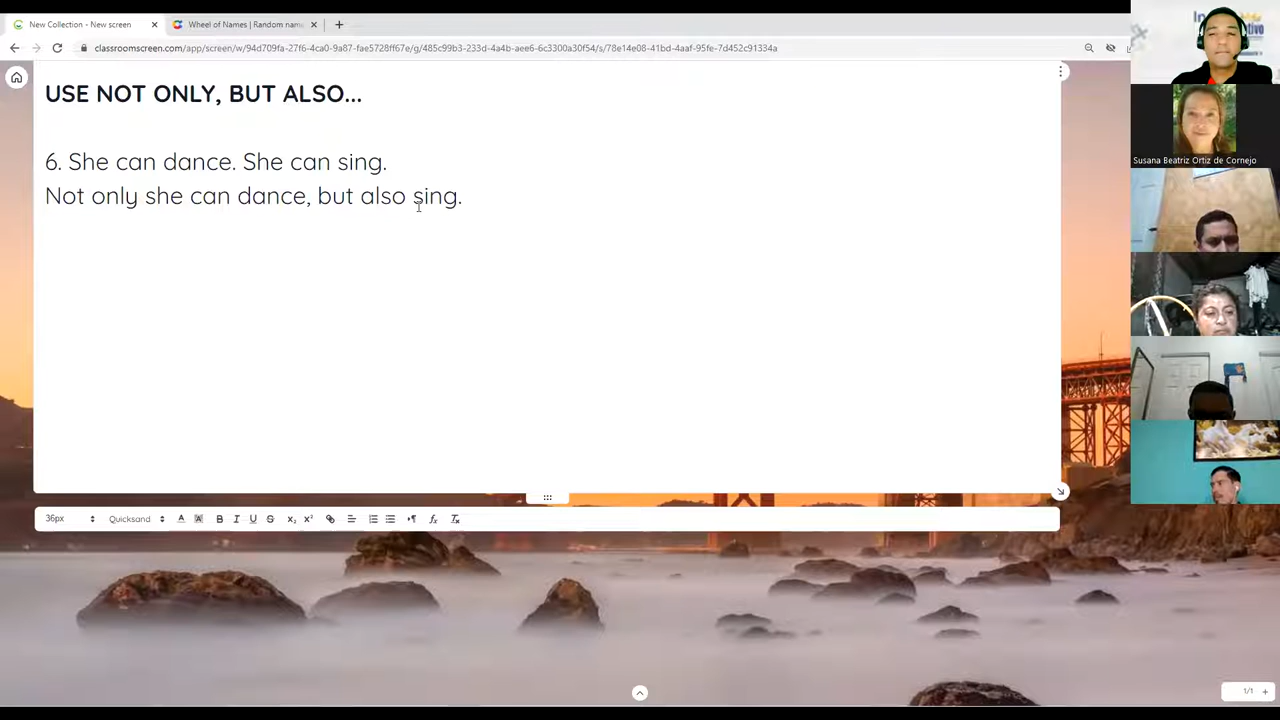 New Collection - New screen
Wheel of Names | Random name
classroomscreen.com/app/screen/w/94d709fa-27f6-4ca0-9a87-fae5728ff67e/g/485c99b3-233d-4a4b-aee6-6d3200a30f54/s/78e14e08-41bd-4aaf-95fe-7d452c91334a
USE NOT ONLY, BUT ALSO...
6. She can dance. She can sing.
Not only she can dance, but also sing.
Susana Beatriz Ortiz de Cornejo
36px
Quicksand
1/1